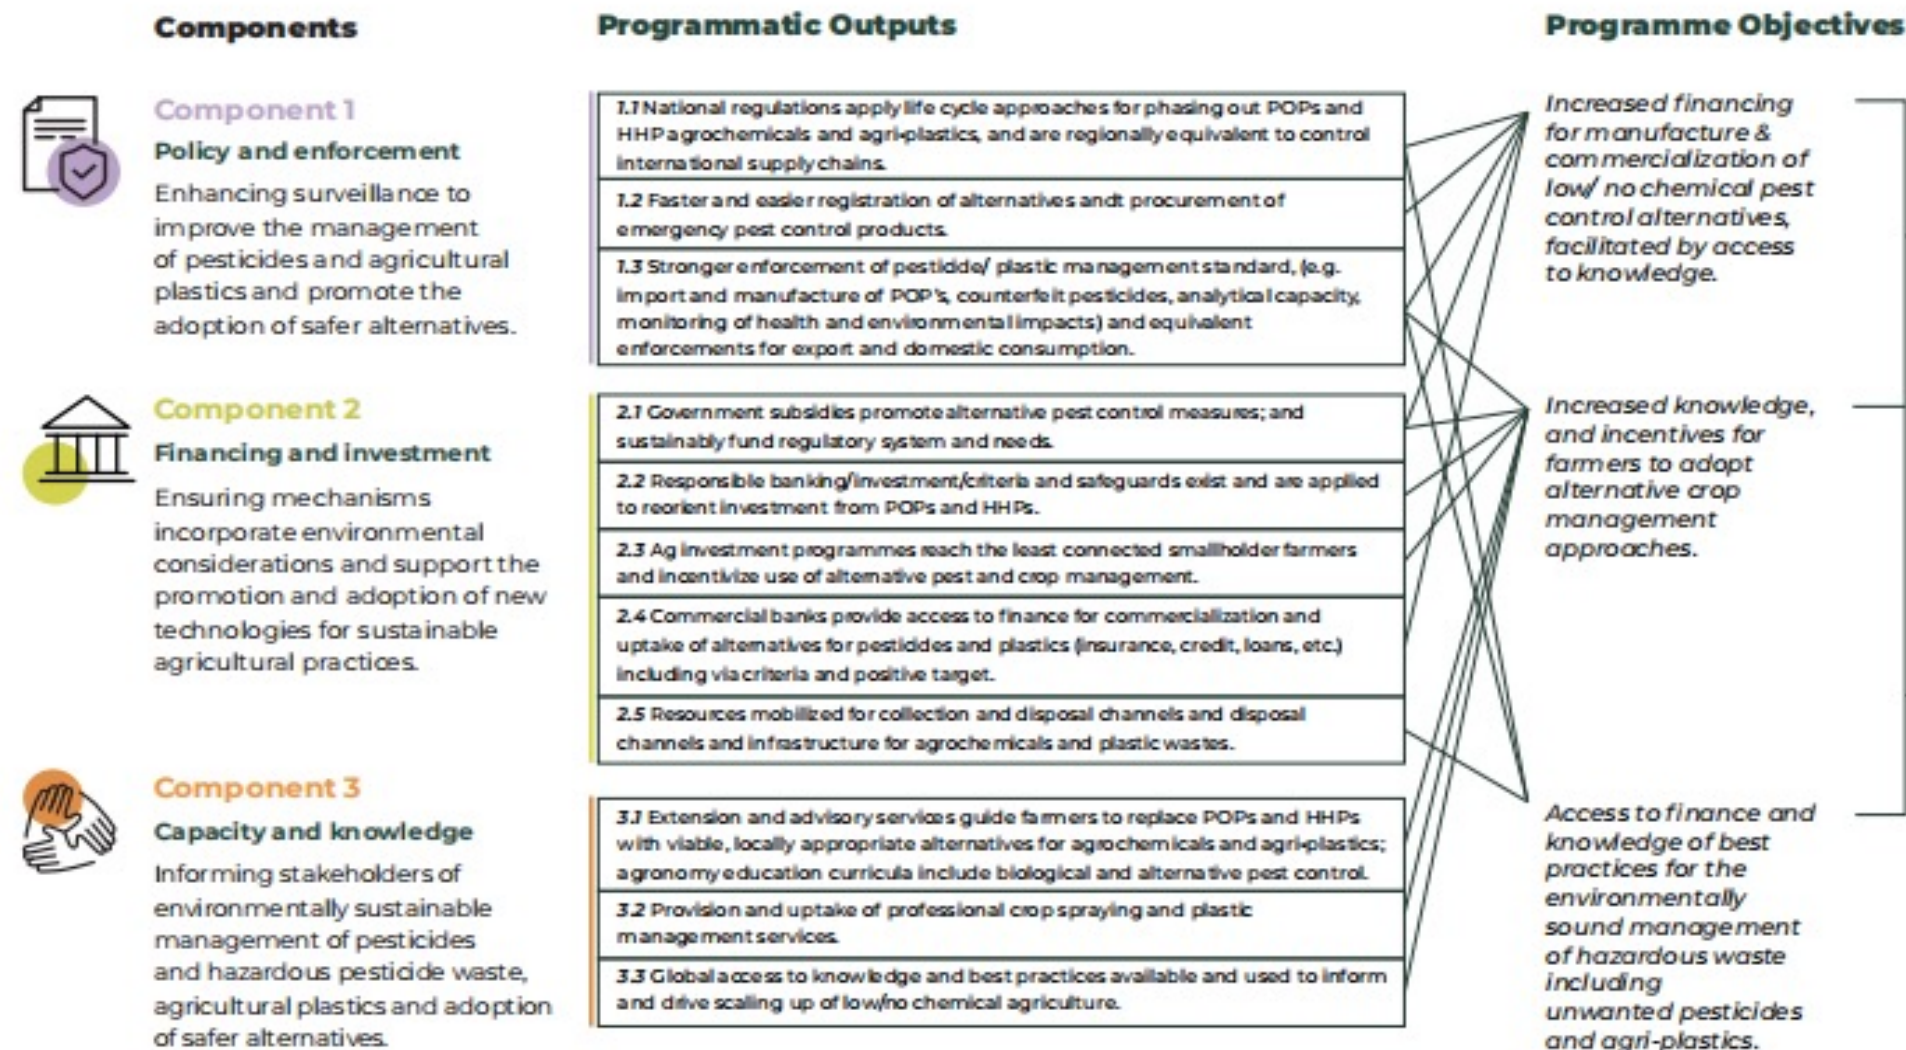 Components
Programmatic Outputs
Programme Objectives
Component 1
Policy and enforcement
Enhancing surveillance to
improve the management
of pesticides and agricultural
plastics and promote the
adoption of safer alternatives.
1.1 National regulations apply life cycle approaches for phasing out POPs and
HHP agrochemicals and agri-plastics, and are regionally equivalent to control
international supply chains.
1.2 Faster and easier registration of alternatives andt procurement of
emergency pest control products.
1.3 Stronger enforcement of pesticide/ plastic management standard, (e.g.
import and manufacture of POP's, counterfeit pesticides, analytical capacity,
monitoring of health and environmental impacts) and equivalent
enforcements for export and domestic consumption.
Component 2
Financing and investment
Ensuring mechanisms
incorporate environmental
considerations and support the
promotion and adoption of new
technologies for sustainable
agricultural practices.
2.1 Government subsidies promote alternative pest control measures; and
sustainably fund regulatory system and needs.
2.2 Responsible banking/investment/criteria and safeguards exist and are applied
to reorient investment from POPs and HHPs.
2.3 Ag investment programmes reach the least connected smallholder farmers
and incentivize use of alternative pest and crop management.
2.4 Commercial banks provide access to finance for commercialization and
uptake of alternatives for pesticides and plastics (insurance, credit, loans, etc.)
including via criteria and positive target.
2.5 Resources mobilized for collection and disposal channels and disposal
channels and infrastructure for agrochemicals and plastic wastes.
Component 3
Capacity and knowledge
Informing stakeholders of
environmentally sustainable
management of pesticides
and hazardous pesticide waste,
agricultural plastics and adoption
of safer alternatives.
3.1 Extension and advisory services guide farmers to replace POPs and HHPs
with viable, locally appropriate alternatives for agrochemicals and agri-plastics;
agronomy education curricula include biological and alternative pest control.
3.2 Provision and uptake of professional crop spraying and plastic
management services.
3.3 Global access to knowledge and best practices available and used to inform
and drive scaling up of low/no chemical agriculture.
Increased financing
for manufacture &
commercialization of
low/ no chemical pest
control alternatives,
facilitated by access
to knowledge.
Increased knowledge,
and incentives for
farmers to adopt
alternative crop
management
approaches.
Access to finance and
knowledge of best
practices for the
environmentally
sound management
of hazardous waste
including
unwanted pesticides
and agri-plastics.